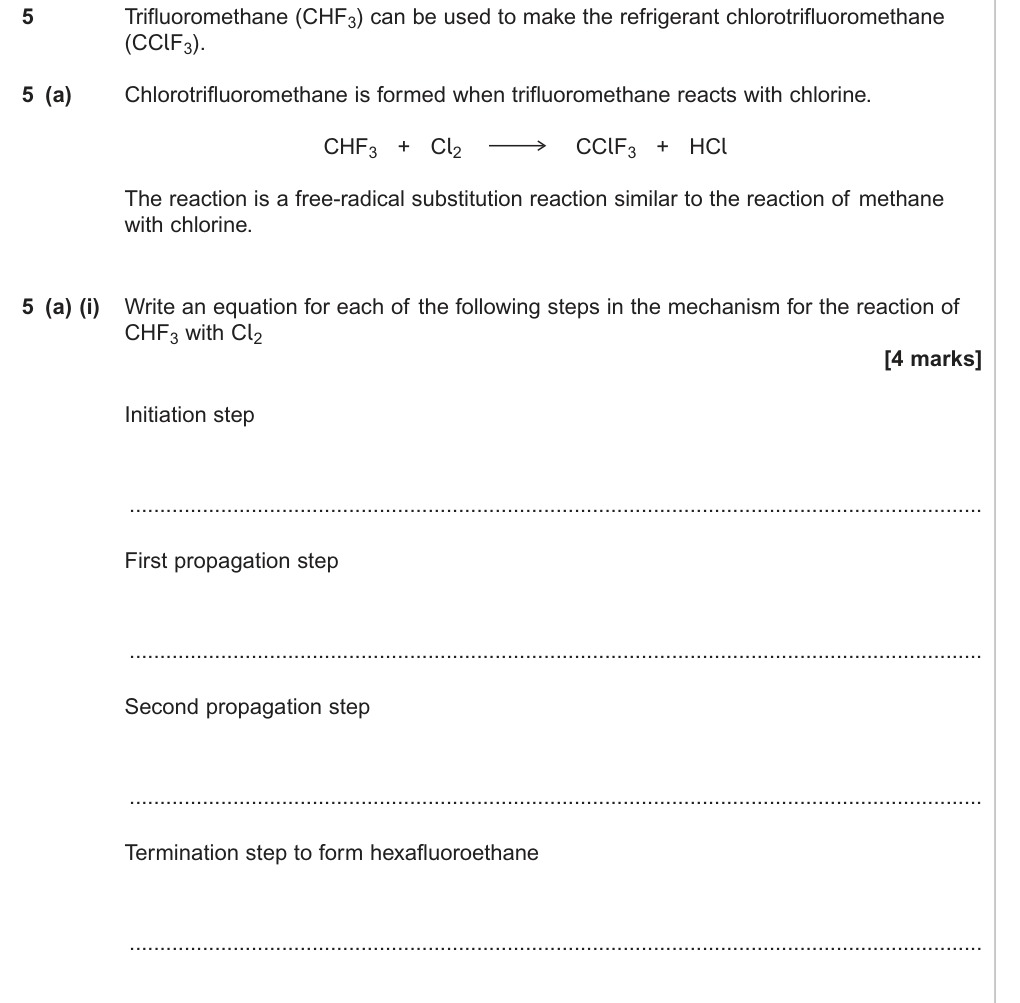 5 Trifluoromethane (CHF₃) can be used to make the refrigerant chlorotrifluoromethane
(CClF₃).
5 (a) Chlorotrifluoromethane is formed when trifluoromethane reacts with chlorine.
CHF₃ + Cl₂ ⟶ CClF₃ + HCl
The reaction is a free-radical substitution reaction similar to the reaction of methane
with chlorine.
5 (a) (i) Write an equation for each of the following steps in the mechanism for the reaction of
CHF₃ with Cl₂
[4 marks]
Initiation step
First propagation step
Second propagation step
Termination step to form hexafluoroethane